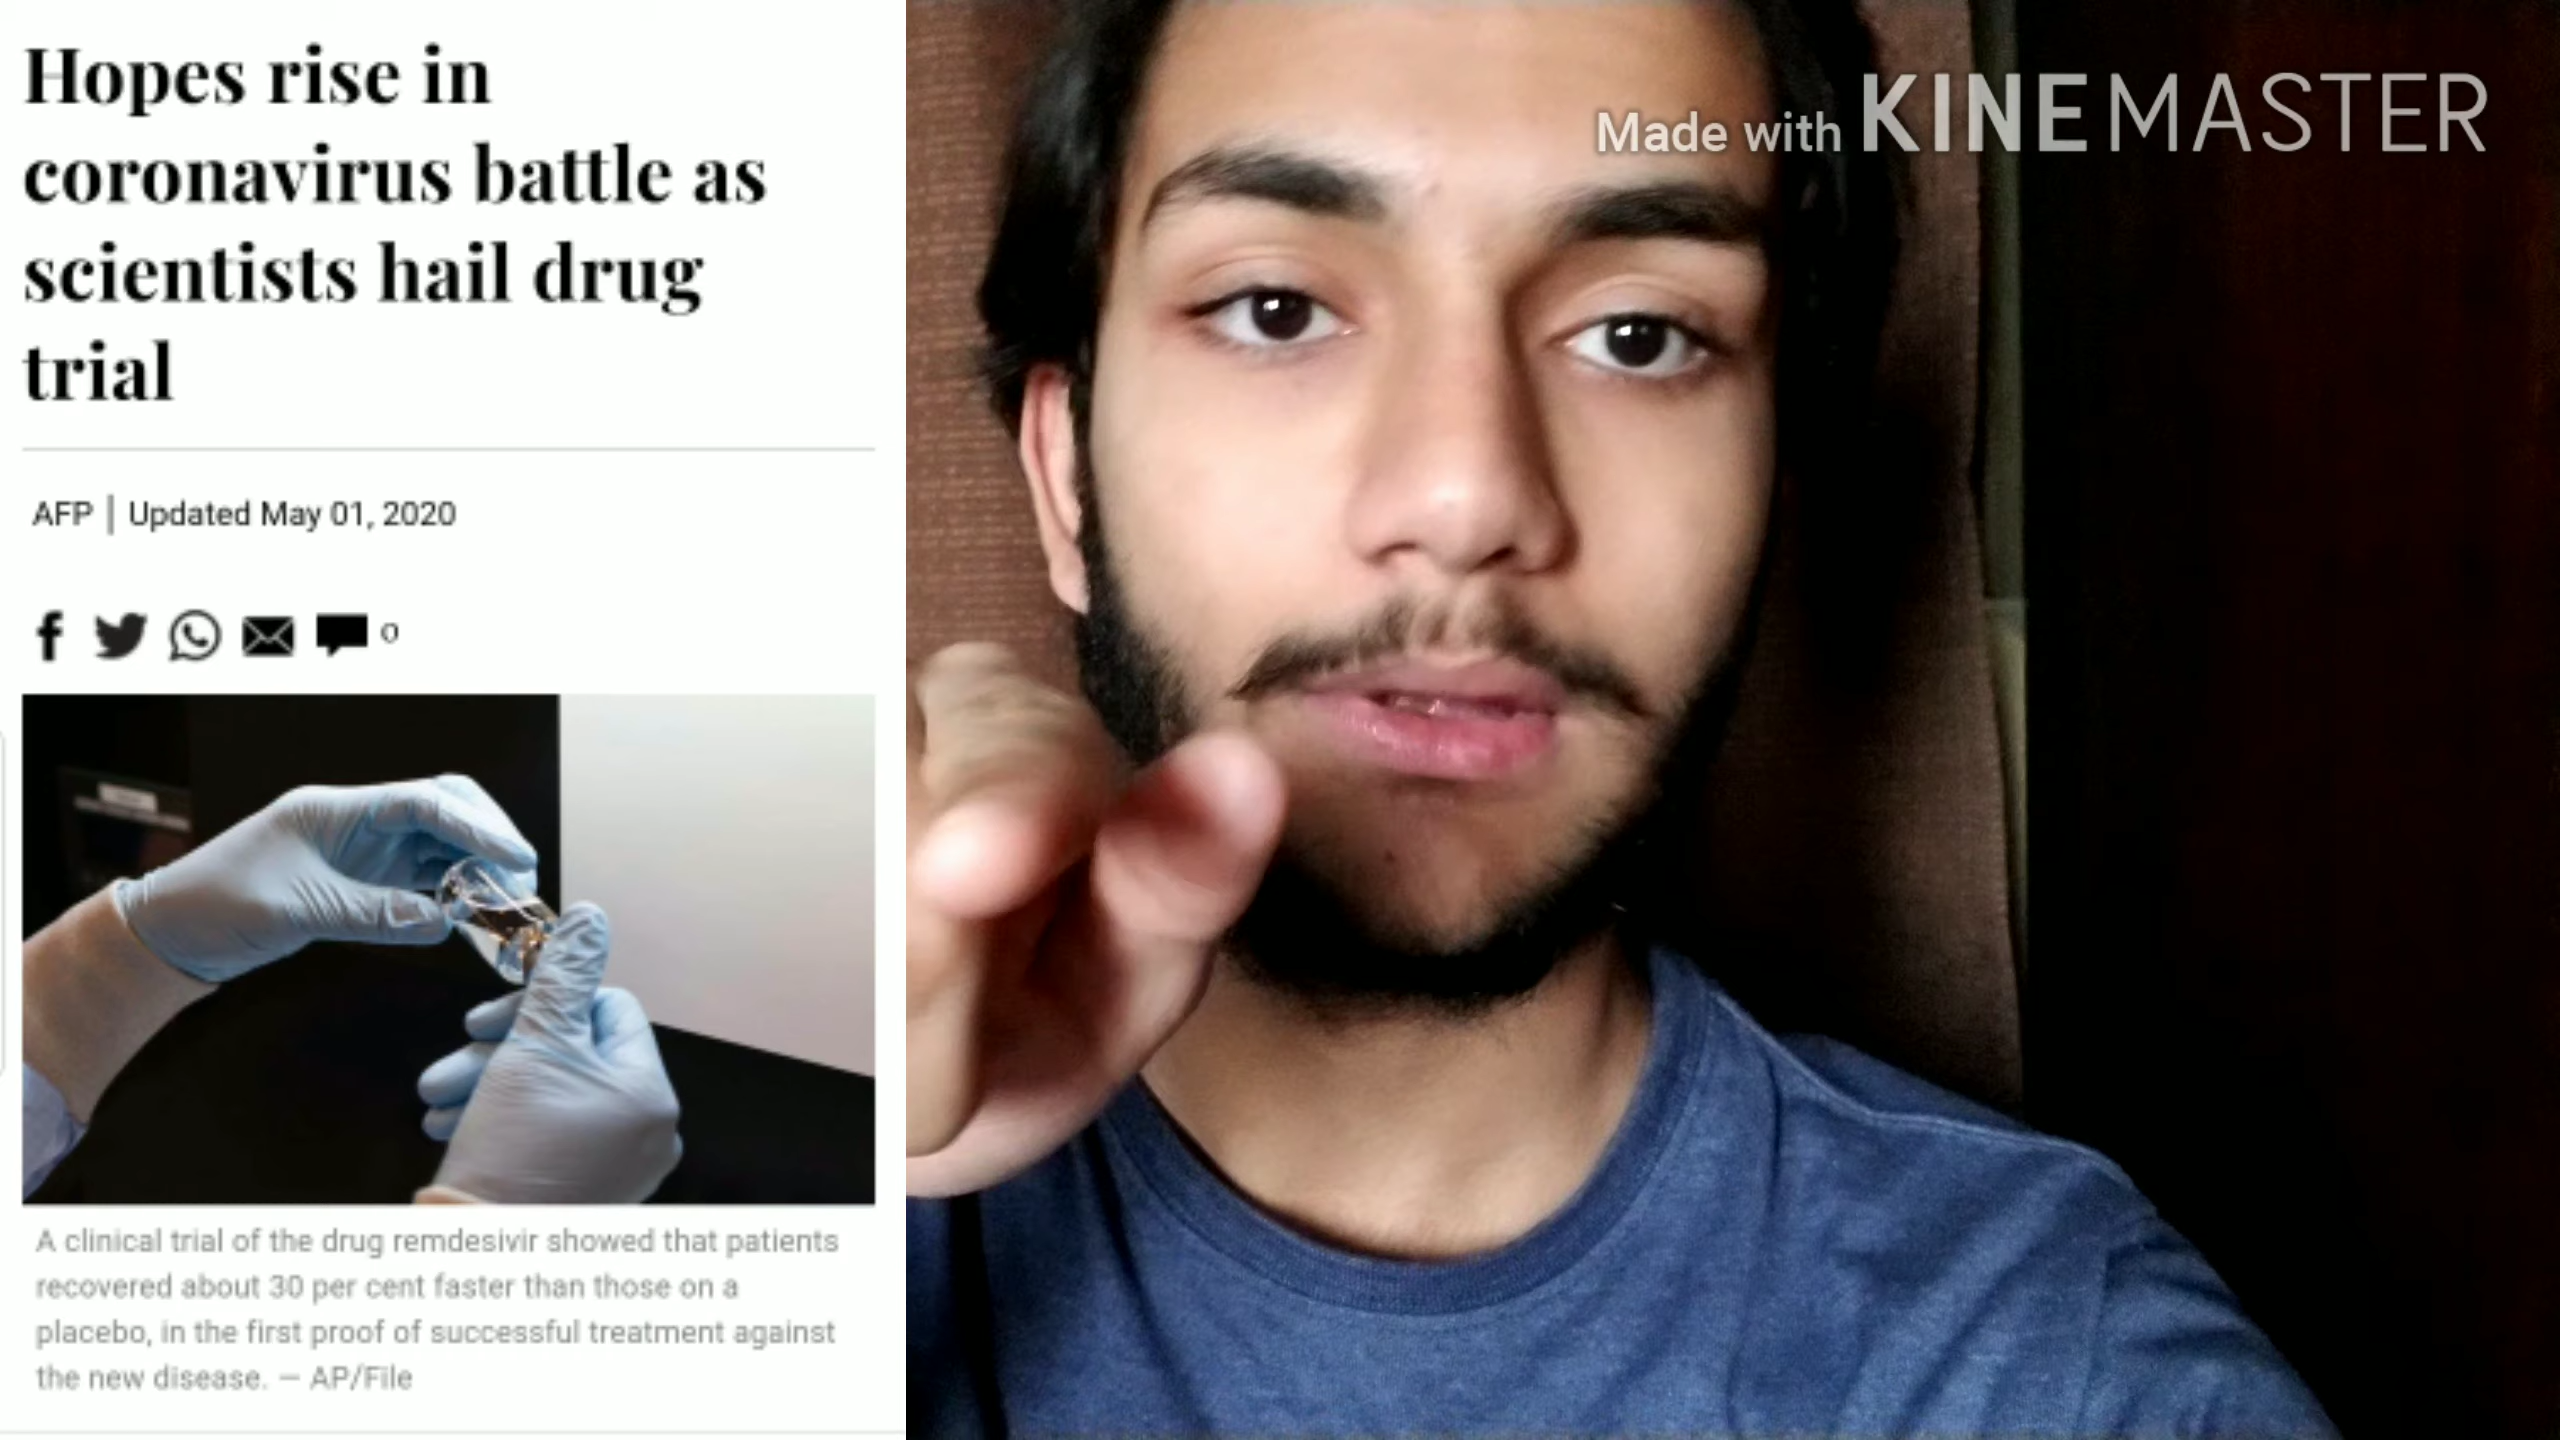 Hopes rise in
coronavirus battle as
scientists hail drug
trial
AFP | Updated May 01, 2020
0
A clinical trial of the drug remdesivir showed that patients
recovered about 30 per cent faster than those on a
placebo, in the first proof of successful treatment against
the new disease. — AP/File
Made with KINEMASTER